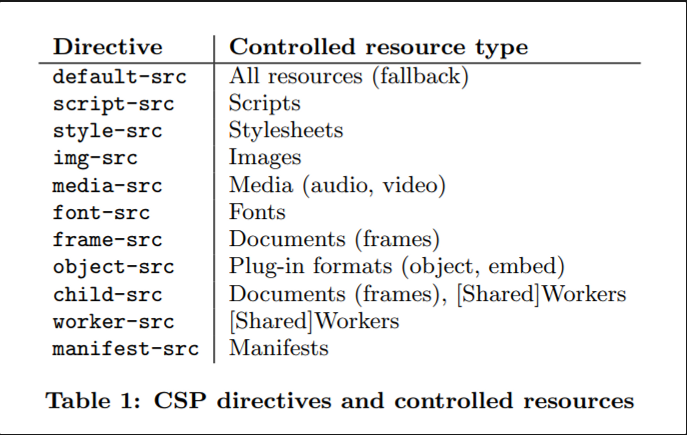 Directive Controlled resource type
default-src All resources (fallback)
script-src Scripts
style-src Stylesheets
img-src Images
media-src Media (audio, video)
font-src Fonts
frame-src Documents (frames)
object-src Plug-in formats (object, embed)
child-src Documents (frames), [Shared]Workers
worker-src [Shared]Workers
manifest-src Manifests
Table 1: CSP directives and controlled resources